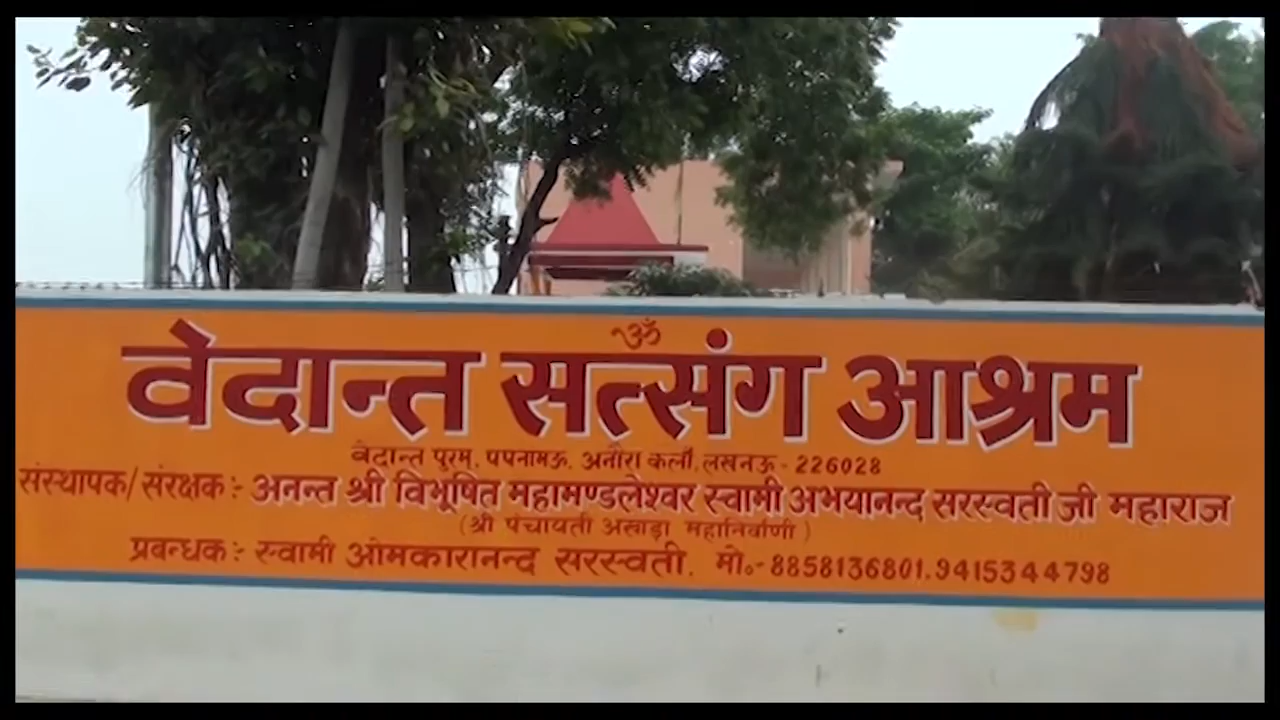 ॐ
वेदान्त सत्संग आश्रम
वेदान्त पुरम, पपनामऊ, अनौरा कलाँ, लखनऊ - 226028
संस्थापक/ संरक्षक :- अनन्त श्री विभूषित महामण्डलेश्वर स्वामी अभयानन्द सरस्वती जी महाराज
(श्री पंचायती अखाड़ा महानिर्वाणी)
प्रबन्धक :- स्वामी ओमकारानन्द सरस्वती. मो०- 8858136801.9415344798